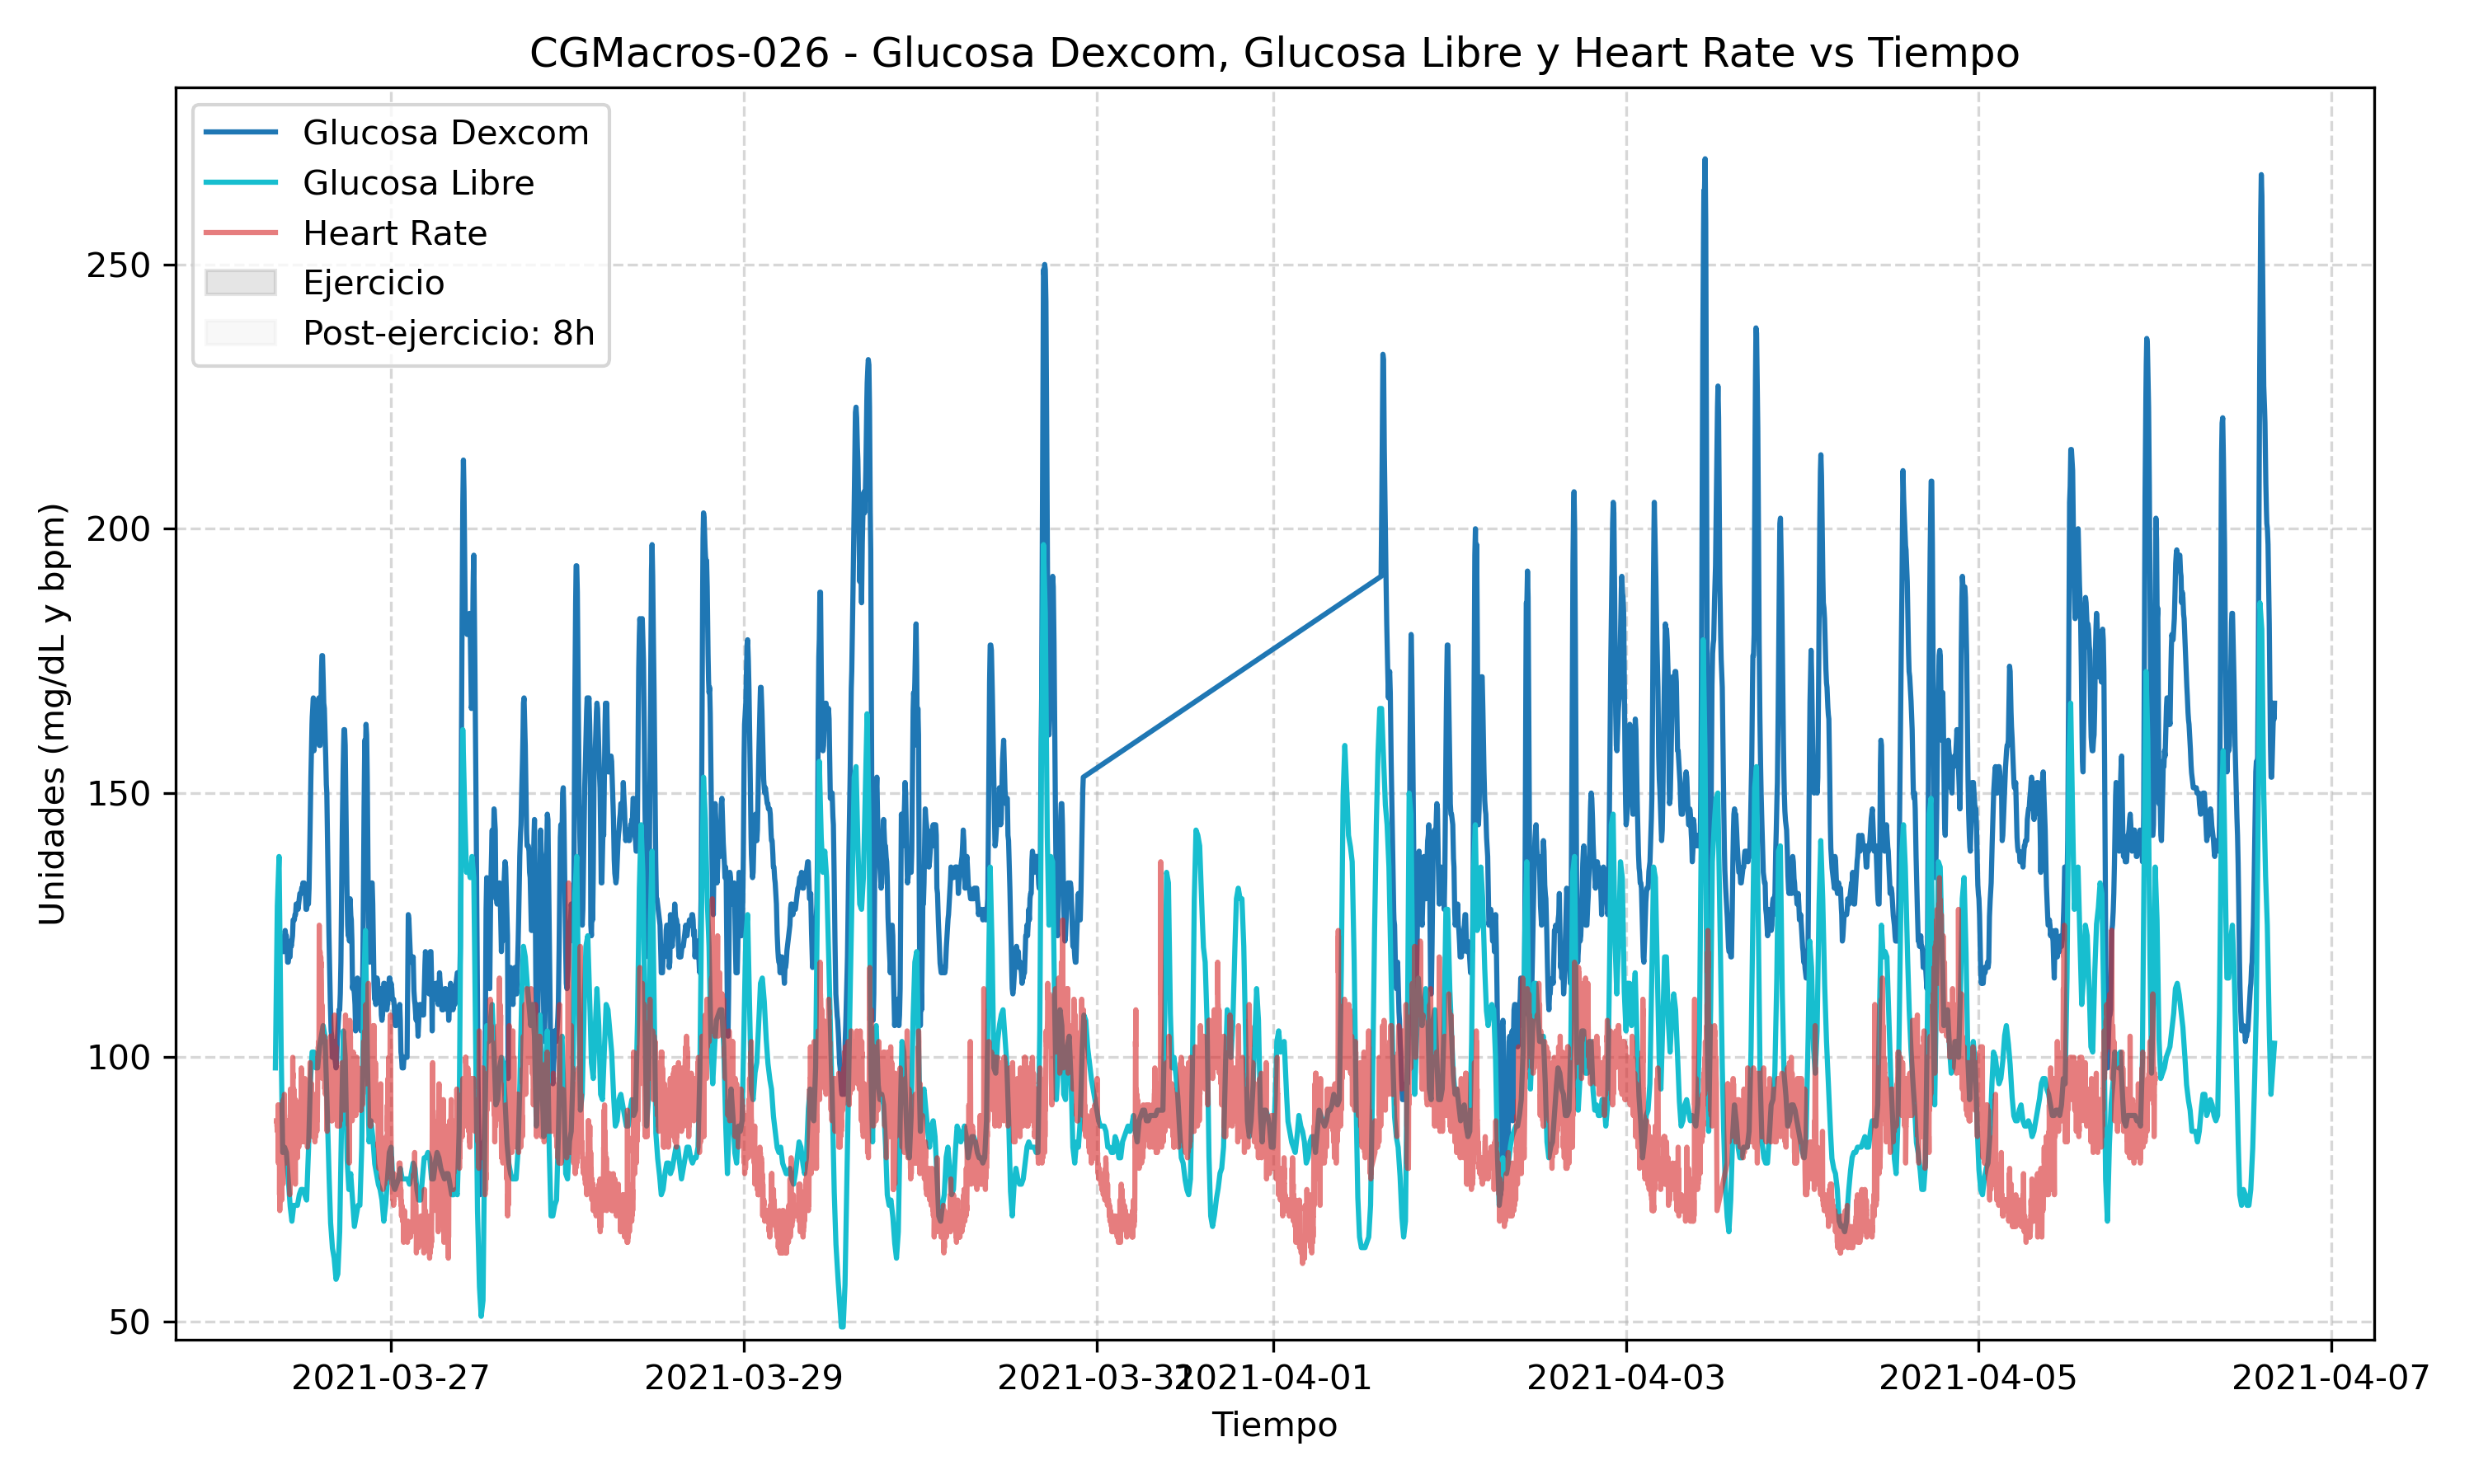 CGMacros-026 - Glucosa Dexcom, Glucosa Libre y Heart Rate vs Tiempo
Glucosa Dexcom
Glucosa Libre
Heart Rate
Ejercicio
Post-ejercicio: 8h
Unidades (mg/dL y bpm)
250
200
150
100
50
2021-03-27
2021-03-29
2021-03-31
2021-04-01
2021-04-03
2021-04-05
2021-04-07
Tiempo